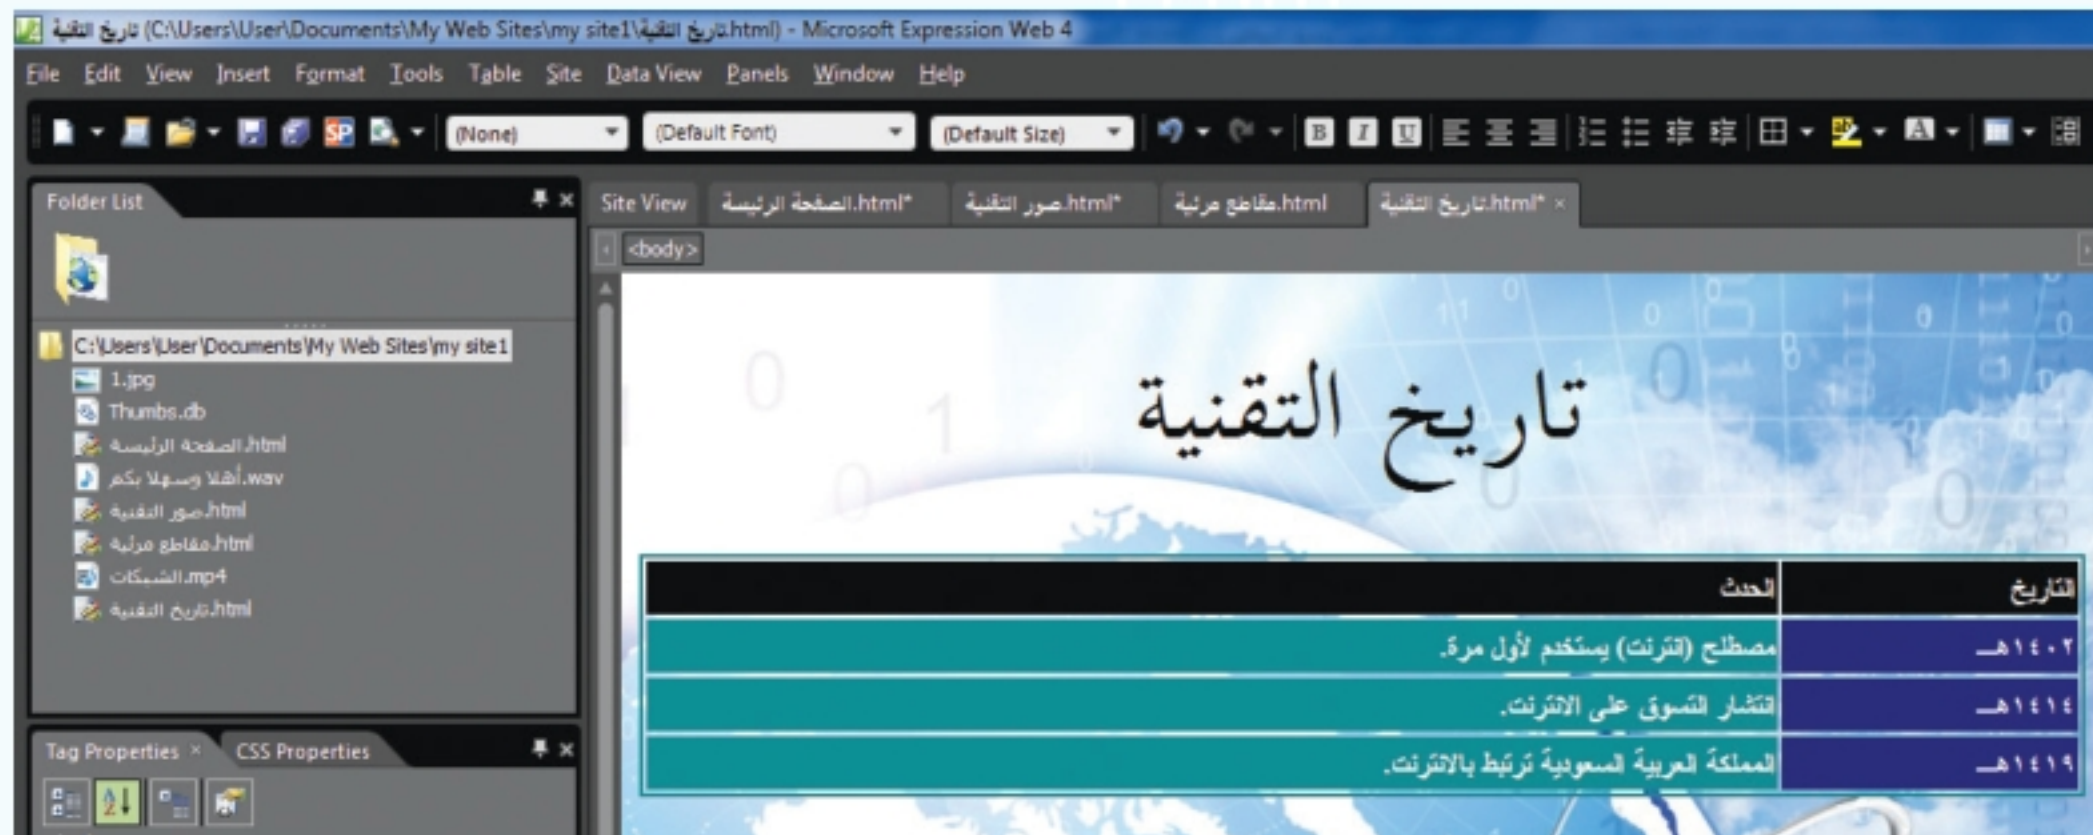 تاريخ التقنية (C:\Users\User\Documents\My Web Sites\my site1\تاريخ التقنية.html) - Microsoft Expression Web 4
File Edit View Insert Format Tools Table Site Data View Panels Window Help
(None) (Default Font) (Default Size) B I U A
Folder List
C:\Users\User\Documents\My Web Sites\my site1
1.jpg
Thumbs.db
الصفحة الرئيسة.html
أهلا وسهلا بكم.wav
صور التقنية.html
مقاطع مرئية.html
الشبكات.mp4
تاريخ التقنية.html
Tag Properties × CSS Properties
Site View الصفحة الرئيسة.html* صور التقنية.html* مقاطع مرئية.html تاريخ التقنية.html* ×
<body>
تاريخ التقنية
التاريخ الحدث
١٤٠٢هـــ مصطلح (انترنت) يستخدم لأول مرة.
١٤١٤هـــ انتشار التسوق على الانترنت.
١٤١٩هـــ المملكة العربية السعودية ترتبط بالانترنت.